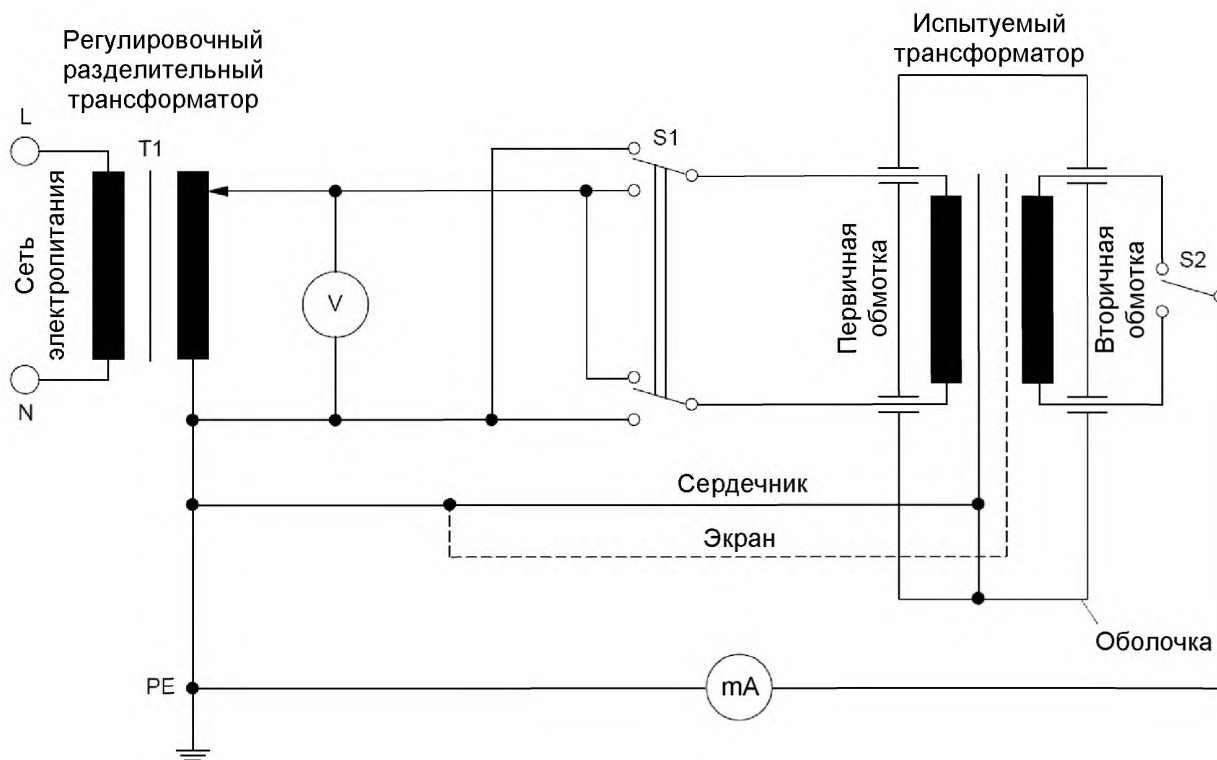 Регулировочный
разделительный
трансформатор
Испытуемый
трансформатор
L
T1
S1
Сеть
электропитания
V
Первичная
обмотка
Вторичная
обмотка
S2
N
Сердечник
Экран
Оболочка
PE
mA